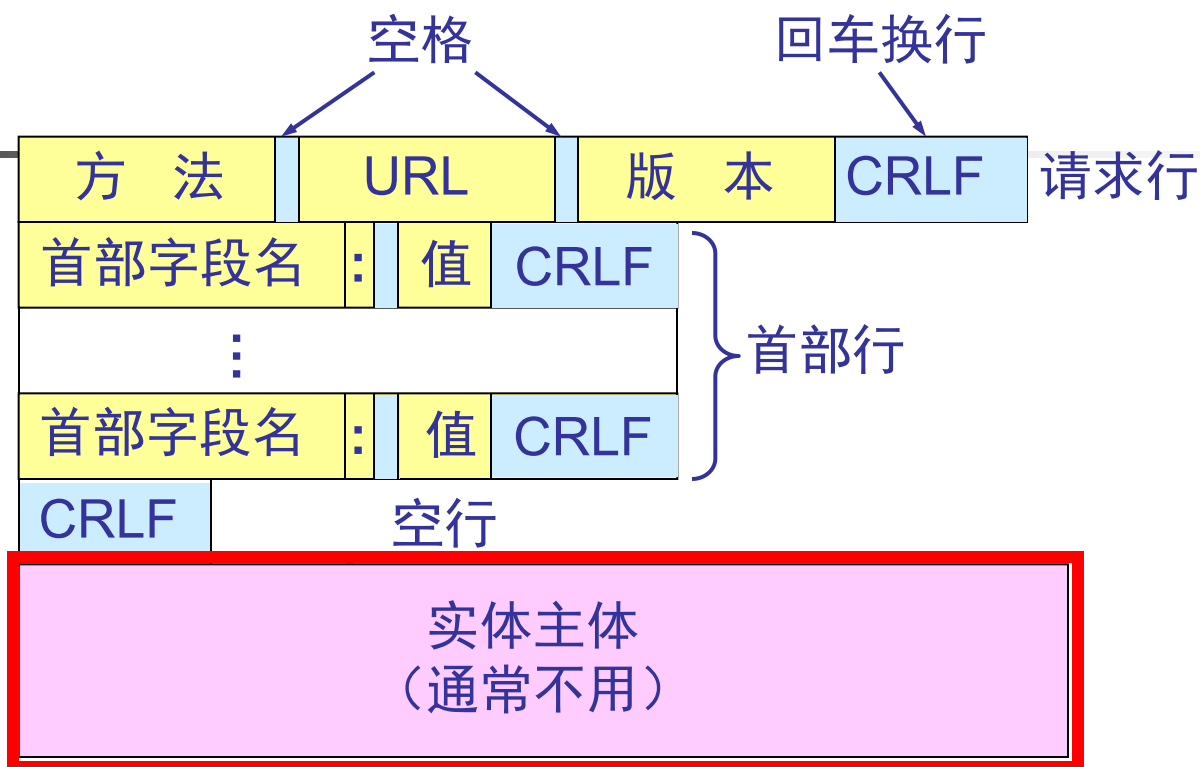 空格 回车换行
方 法 URL 版 本 CRLF 请求行
首部字段名 : 值 CRLF
⋮ 首部行
首部字段名 : 值 CRLF
CRLF 空行
实体主体
（通常不用）